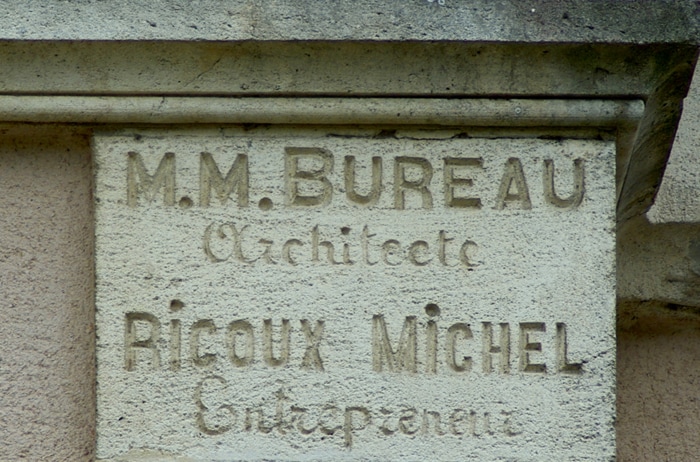 M.M. BUREAU
Architecte
RiCOUX MiCHEL
Entrepreneur